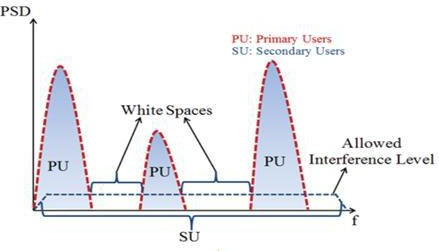 PSD
PU: Primary Users
SU: Secondary Users
White Spaces
Allowed
Interference Level
PU
PU
PU
f
SU